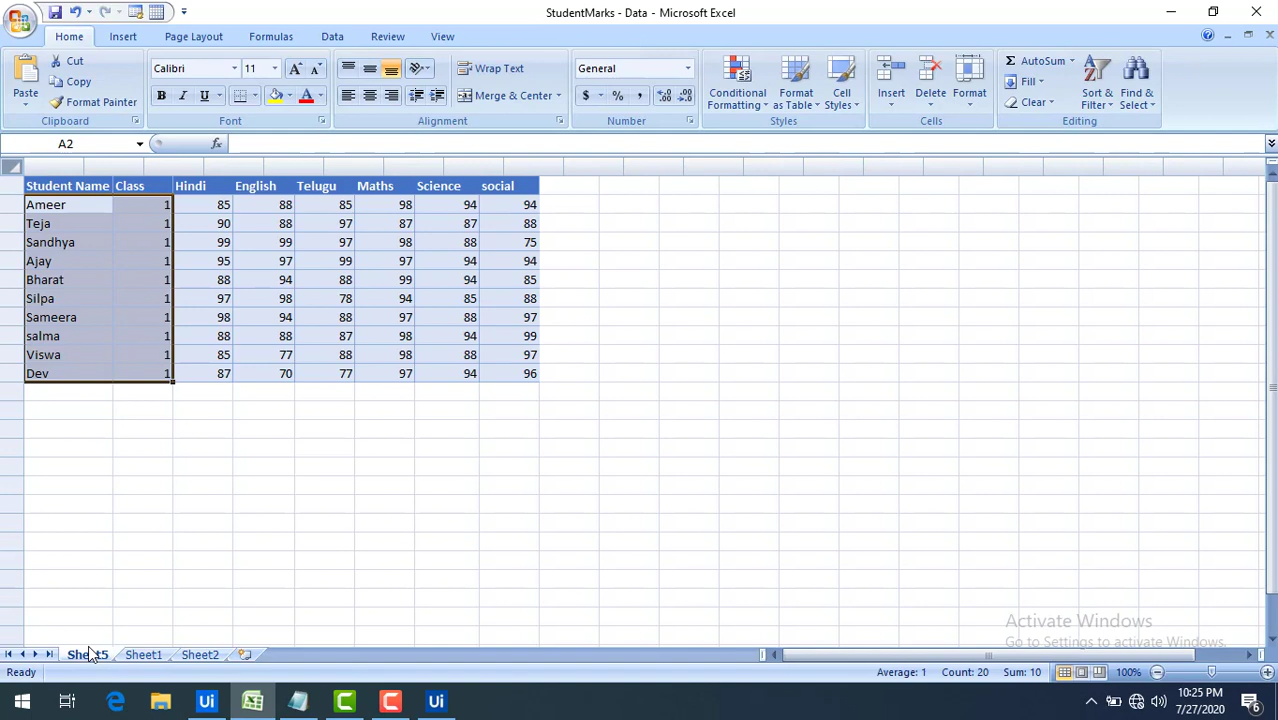 StudentMarks - Data - Microsoft Excel
Home Insert Page Layout Formulas Data Review View
Paste
Cut
Copy
Format Painter
Clipboard
Calibri 11
B I U A
Font
Wrap Text
Merge & Center
Alignment
General
$ % ,
Number
Conditional Formatting
Format as Table
Cell Styles
Styles
Insert Delete Format
Cells
Σ AutoSum
Fill
Clear
Sort & Filter
Find & Select
Editing
A2 fx
Student Name Class Hindi English Telugu Maths Science social
Ameer 1 85 88 85 98 94 94
Teja 1 90 88 97 87 87 88
Sandhya 1 99 99 97 98 88 75
Ajay 1 95 97 99 97 94 94
Bharat 1 88 94 88 99 94 85
Silpa 1 97 98 78 94 85 88
Sameera 1 98 94 88 97 88 97
salma 1 88 88 87 98 94 99
Viswa 1 85 77 88 98 88 97
Dev 1 87 70 77 97 94 96
Activate Windows
Go to Settings to activate Windows.
Sheet5 Sheet1 Sheet2
Ready Average: 1 Count: 20 Sum: 10 100%
Ui Ui
10:25 PM
7/27/2020
6